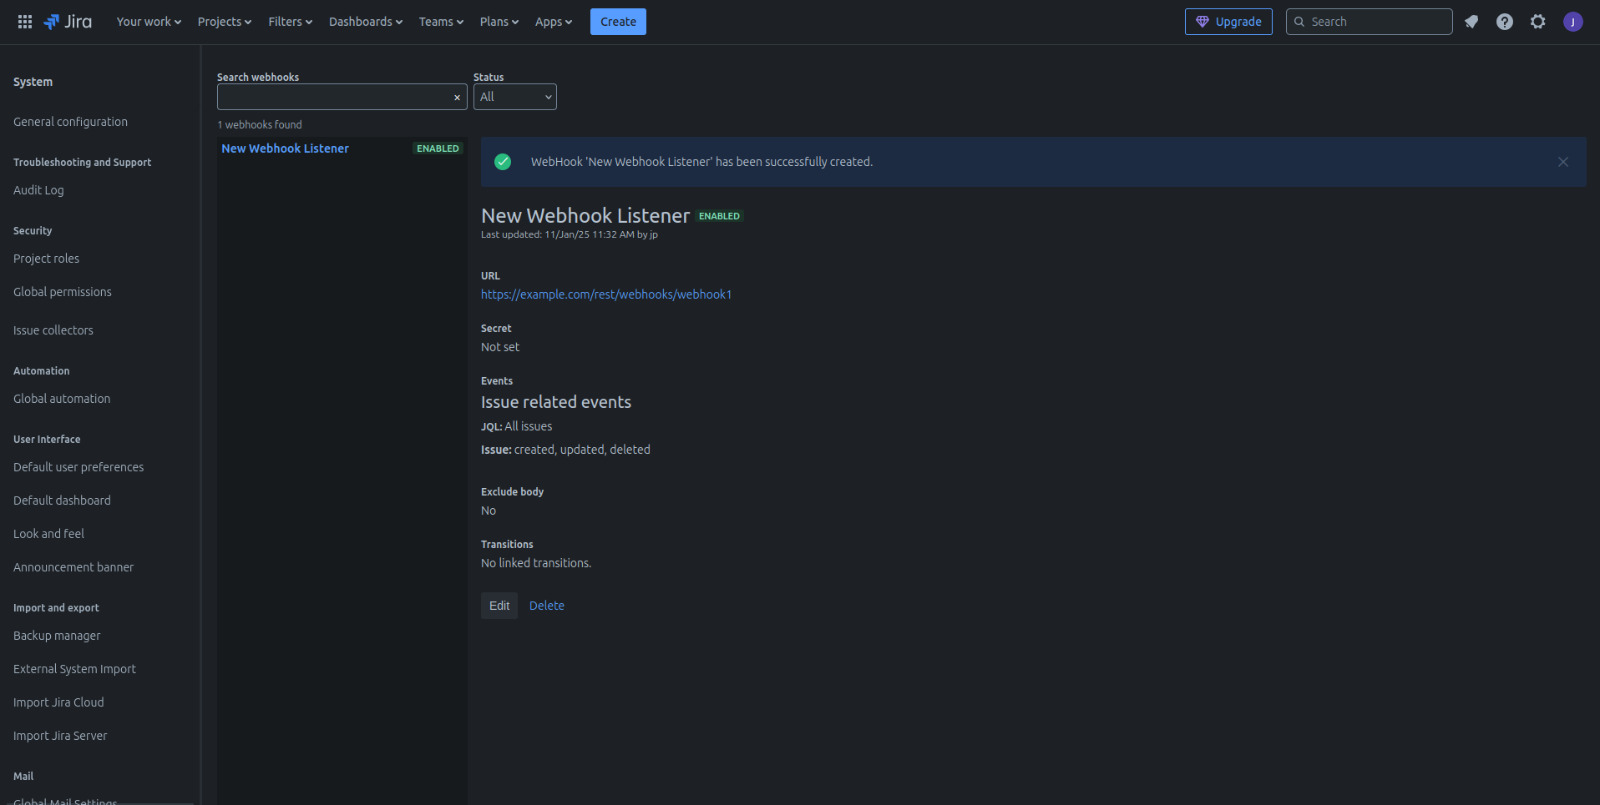 Jira
Your work
Projects
Filters
Dashboards
Teams
Plans
Apps
Create
Upgrade
Search
J
System
General configuration
Troubleshooting and Support
Audit Log
Security
Project roles
Global permissions
Issue collectors
Automation
Global automation
User Interface
Default user preferences
Default dashboard
Look and feel
Announcement banner
Import and export
Backup manager
External System Import
Import Jira Cloud
Import Jira Server
Mail
Global Mail Settings
Search webhooks
Status
All
1 webhooks found
New Webhook Listener ENABLED
WebHook 'New Webhook Listener' has been successfully created.
New Webhook Listener ENABLED
Last updated: 11/Jan/25 11:32 AM by jp
URL
https://example.com/rest/webhooks/webhook1
Secret
Not set
Events
Issue related events
JQL: All issues
Issue: created, updated, deleted
Exclude body
No
Transitions
No linked transitions.
Edit
Delete